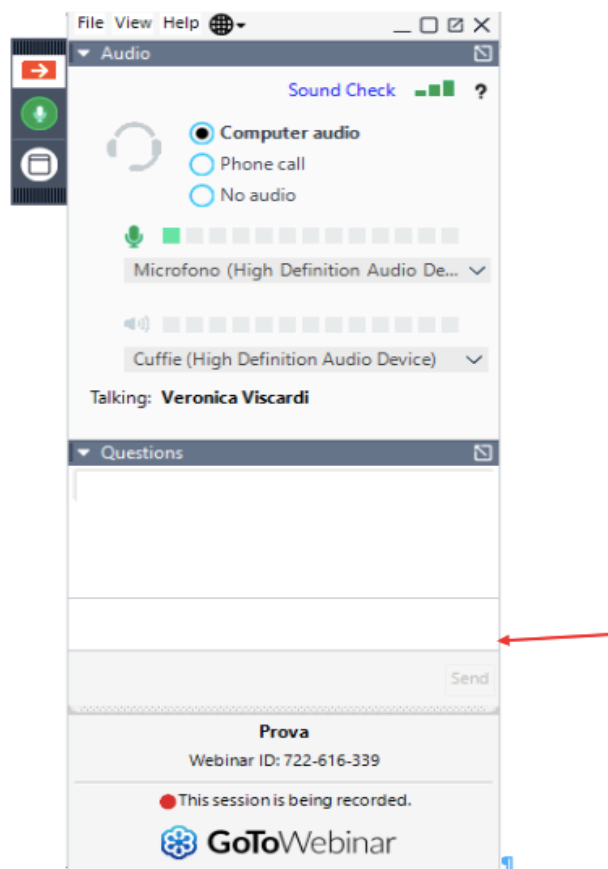 File View Help
Audio
Sound Check ?
Computer audio
Phone call
No audio
Microfono (High Definition Audio De...
Cuffie (High Definition Audio Device)
Talking: Veronica Viscardi
Questions
Send
Prova
Webinar ID: 722-616-339
This session is being recorded.
GoToWebinar
¶